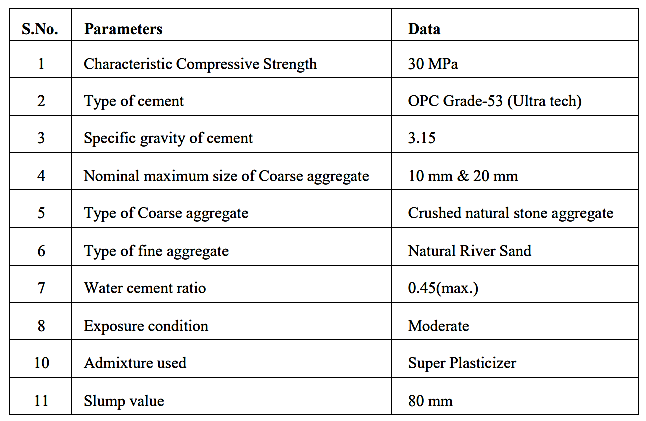 S.No. Parameters Data
1 Characteristic Compressive Strength 30 MPa
2 Type of cement OPC Grade-53 (Ultra tech)
3 Specific gravity of cement 3.15
4 Nominal maximum size of Coarse aggregate 10 mm & 20 mm
5 Type of Coarse aggregate Crushed natural stone aggregate
6 Type of fine aggregate Natural River Sand
7 Water cement ratio 0.45(max.)
8 Exposure condition Moderate
10 Admixture used Super Plasticizer
11 Slump value 80 mm